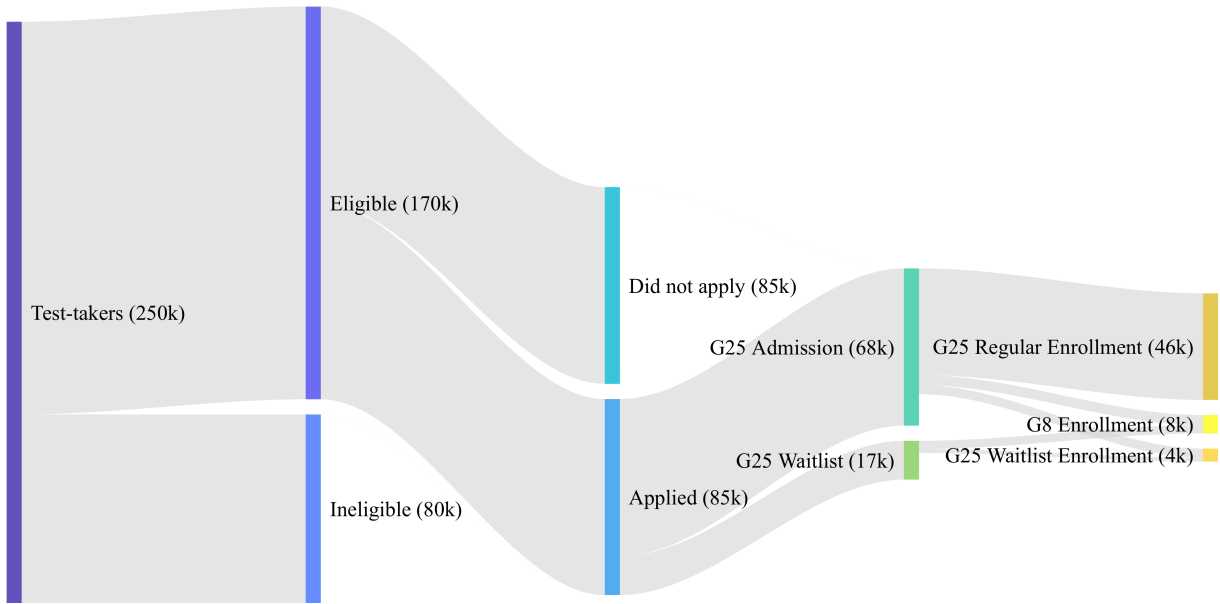 Test-takers (250k)
Eligible (170k)
Ineligible (80k)
Did not apply (85k)
Applied (85k)
G25 Admission (68k)
G25 Waitlist (17k)
G25 Regular Enrollment (46k)
G8 Enrollment (8k)
G25 Waitlist Enrollment (4k)